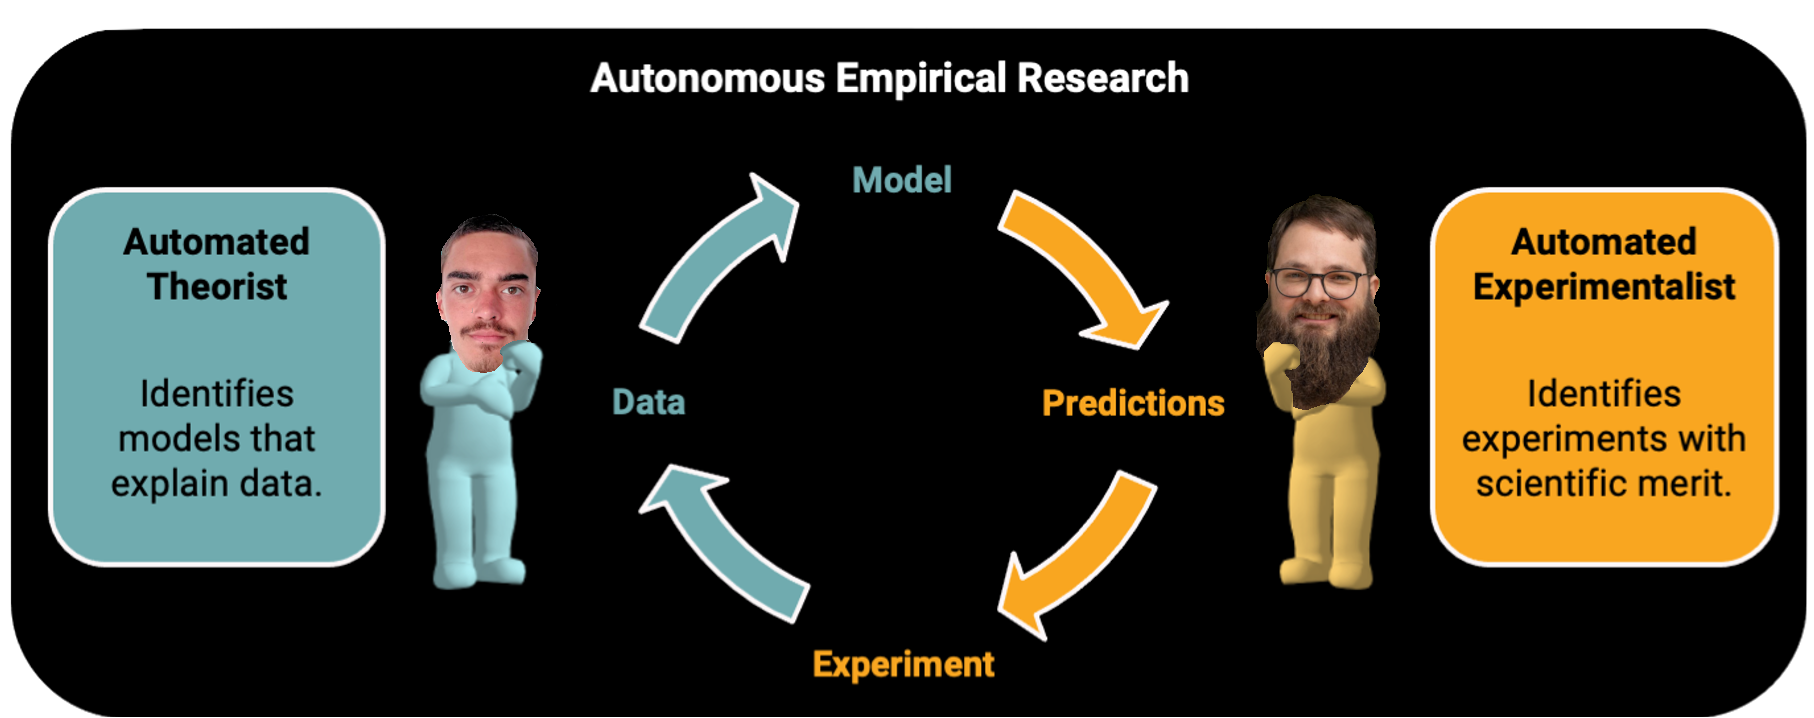 Autonomous Empirical Research
Automated
Theorist
Identifies
models that
explain data.
Model
Data
Predictions
Experiment
Automated
Experimentalist
Identifies
experiments with
scientific merit.